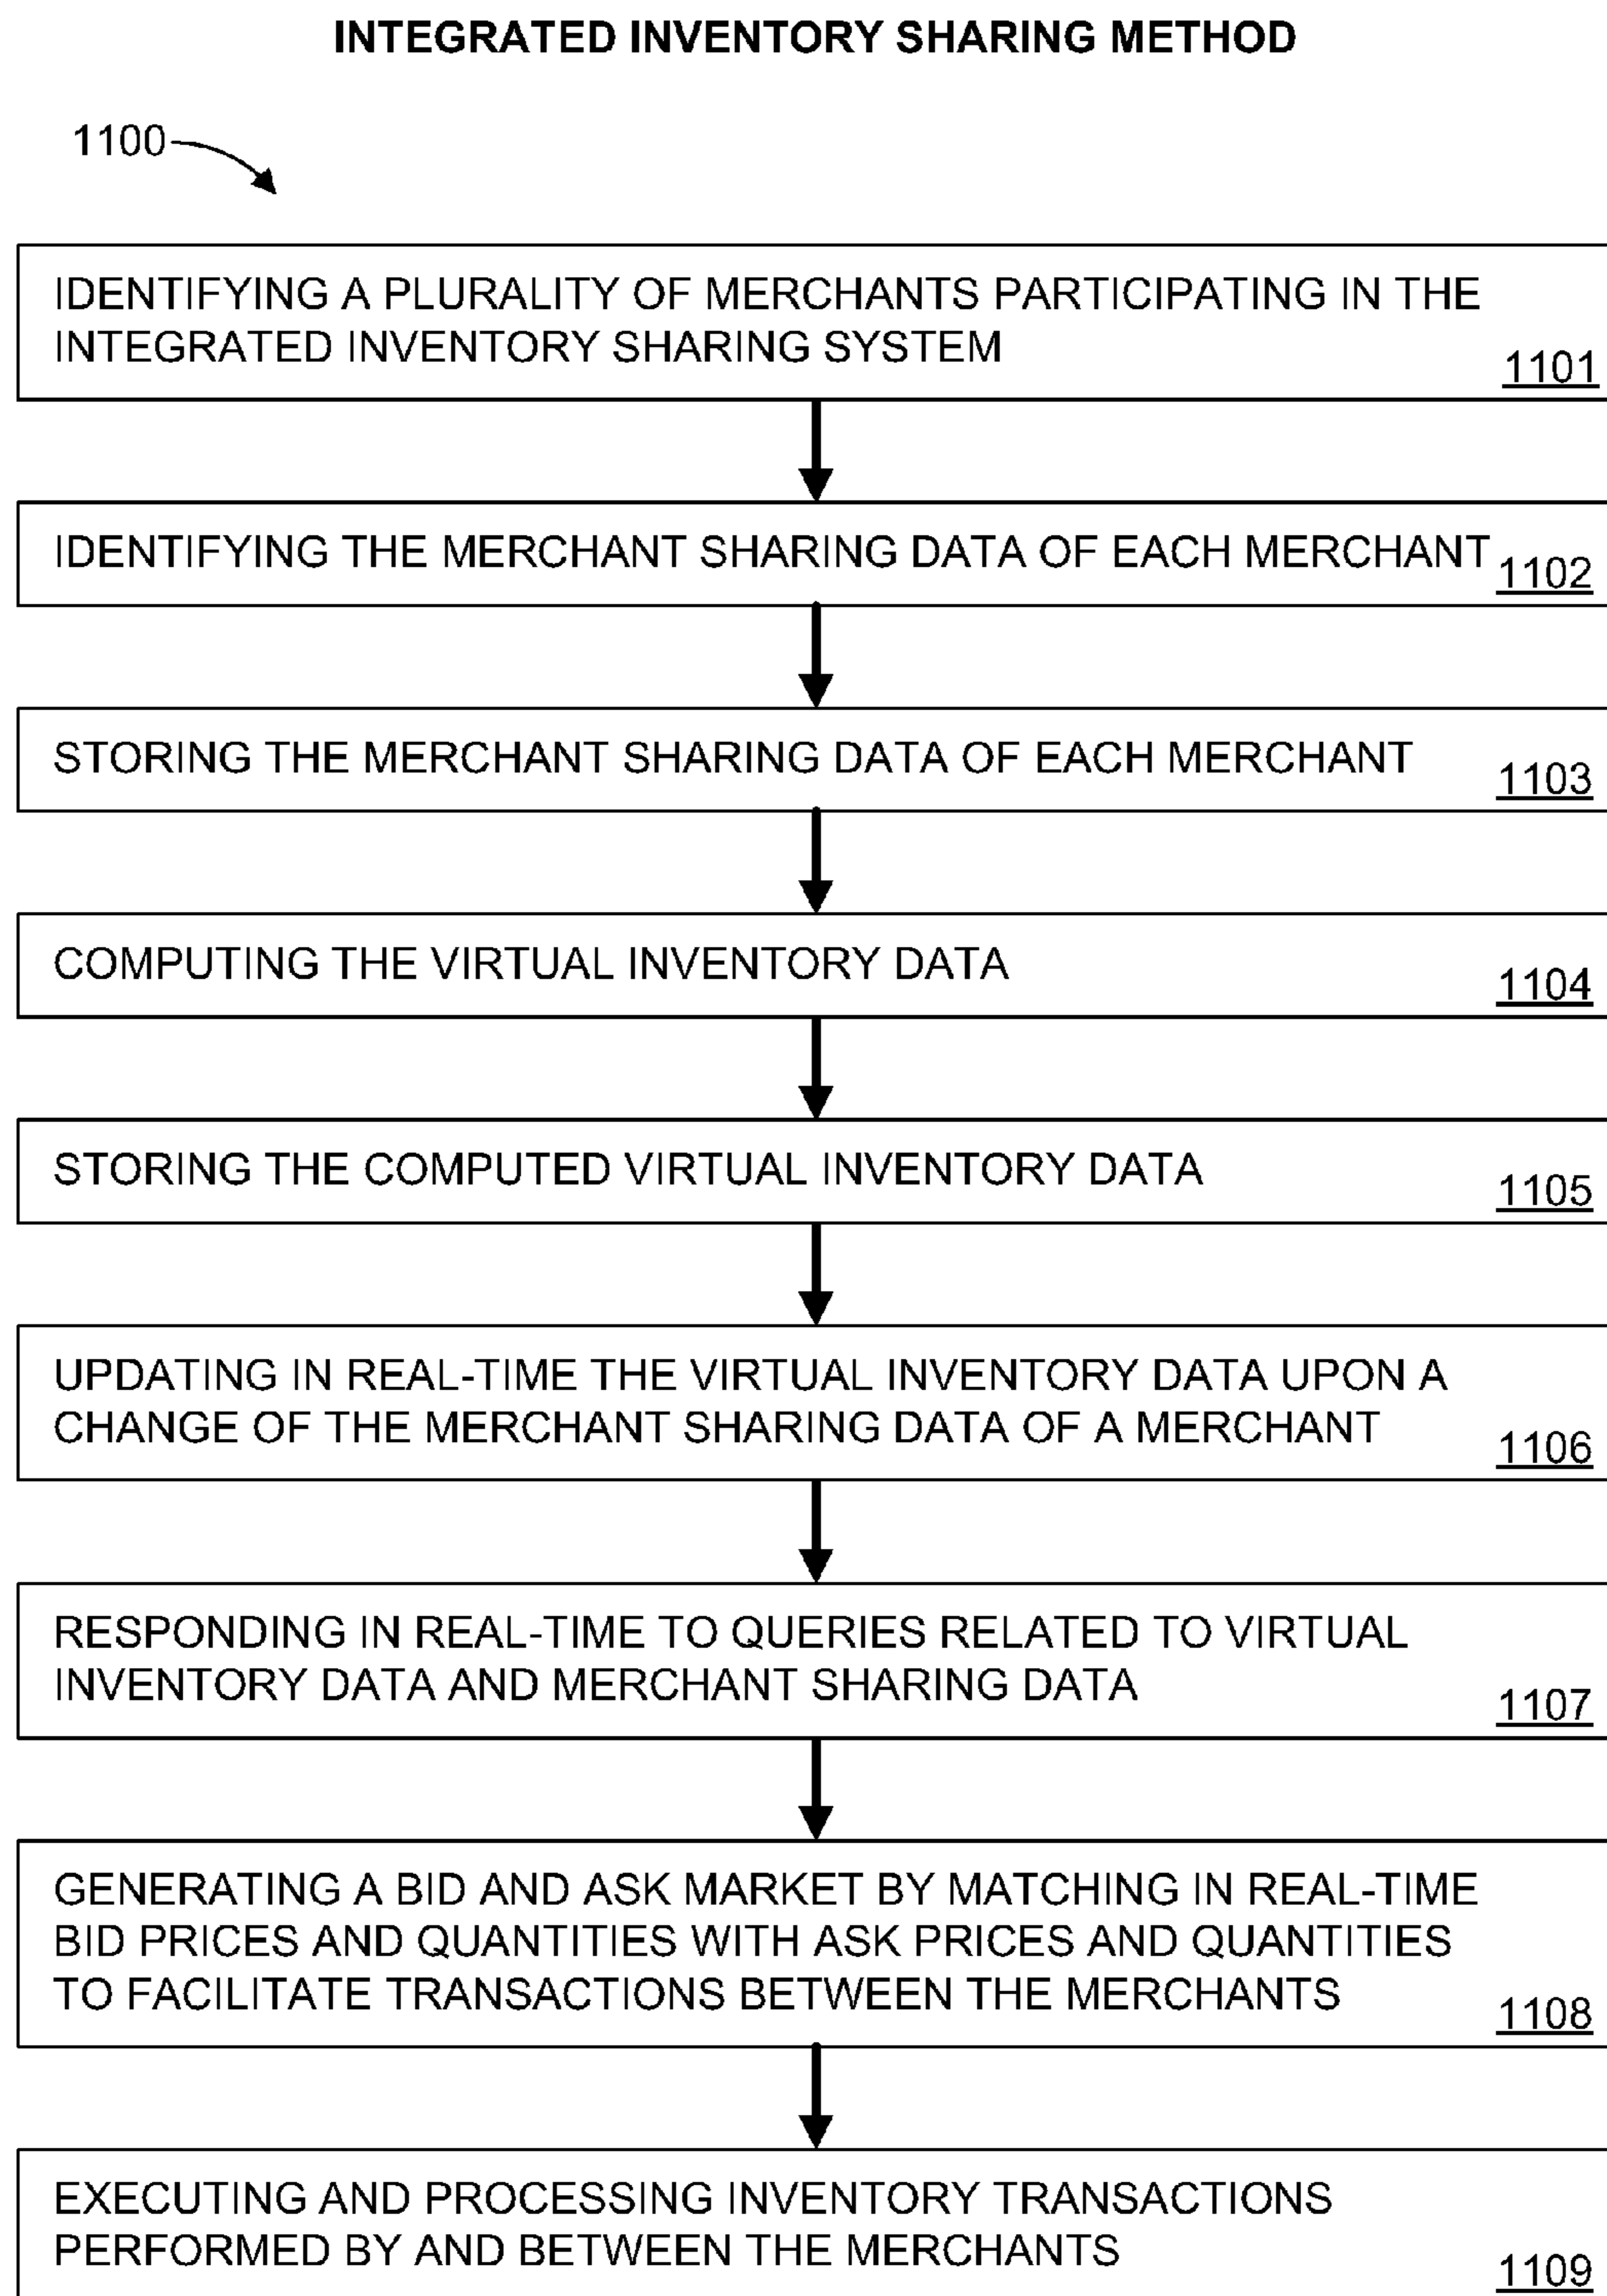 INTEGRATED INVENTORY SHARING METHOD
1100
IDENTIFYING A PLURALITY OF MERCHANTS PARTICIPATING IN THE
INTEGRATED INVENTORY SHARING SYSTEM
1101
IDENTIFYING THE MERCHANT SHARING DATA OF EACH MERCHANT
1102
STORING THE MERCHANT SHARING DATA OF EACH MERCHANT
1103
COMPUTING THE VIRTUAL INVENTORY DATA
1104
STORING THE COMPUTED VIRTUAL INVENTORY DATA
1105
UPDATING IN REAL-TIME THE VIRTUAL INVENTORY DATA UPON A
CHANGE OF THE MERCHANT SHARING DATA OF A MERCHANT
1106
RESPONDING IN REAL-TIME TO QUERIES RELATED TO VIRTUAL
INVENTORY DATA AND MERCHANT SHARING DATA
1107
GENERATING A BID AND ASK MARKET BY MATCHING IN REAL-TIME
BID PRICES AND QUANTITIES WITH ASK PRICES AND QUANTITIES
TO FACILITATE TRANSACTIONS BETWEEN THE MERCHANTS
1108
EXECUTING AND PROCESSING INVENTORY TRANSACTIONS
PERFORMED BY AND BETWEEN THE MERCHANTS
1109